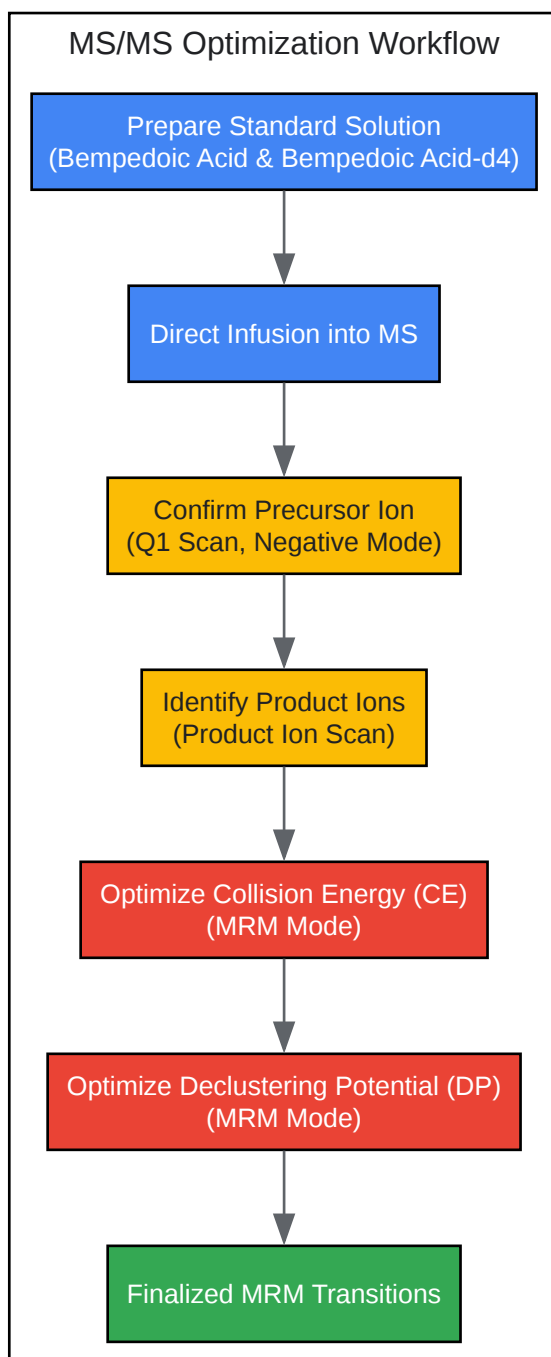 MS/MS Optimization Workflow
Prepare Standard Solution
(Bempedoic Acid & Bempedoic Acid-d4)
Direct Infusion into MS
Confirm Precursor Ion
(Q1 Scan, Negative Mode)
Identify Product Ions
(Product Ion Scan)
Optimize Collision Energy (CE)
(MRM Mode)
Optimize Declustering Potential (DP)
(MRM Mode)
Finalized MRM Transitions